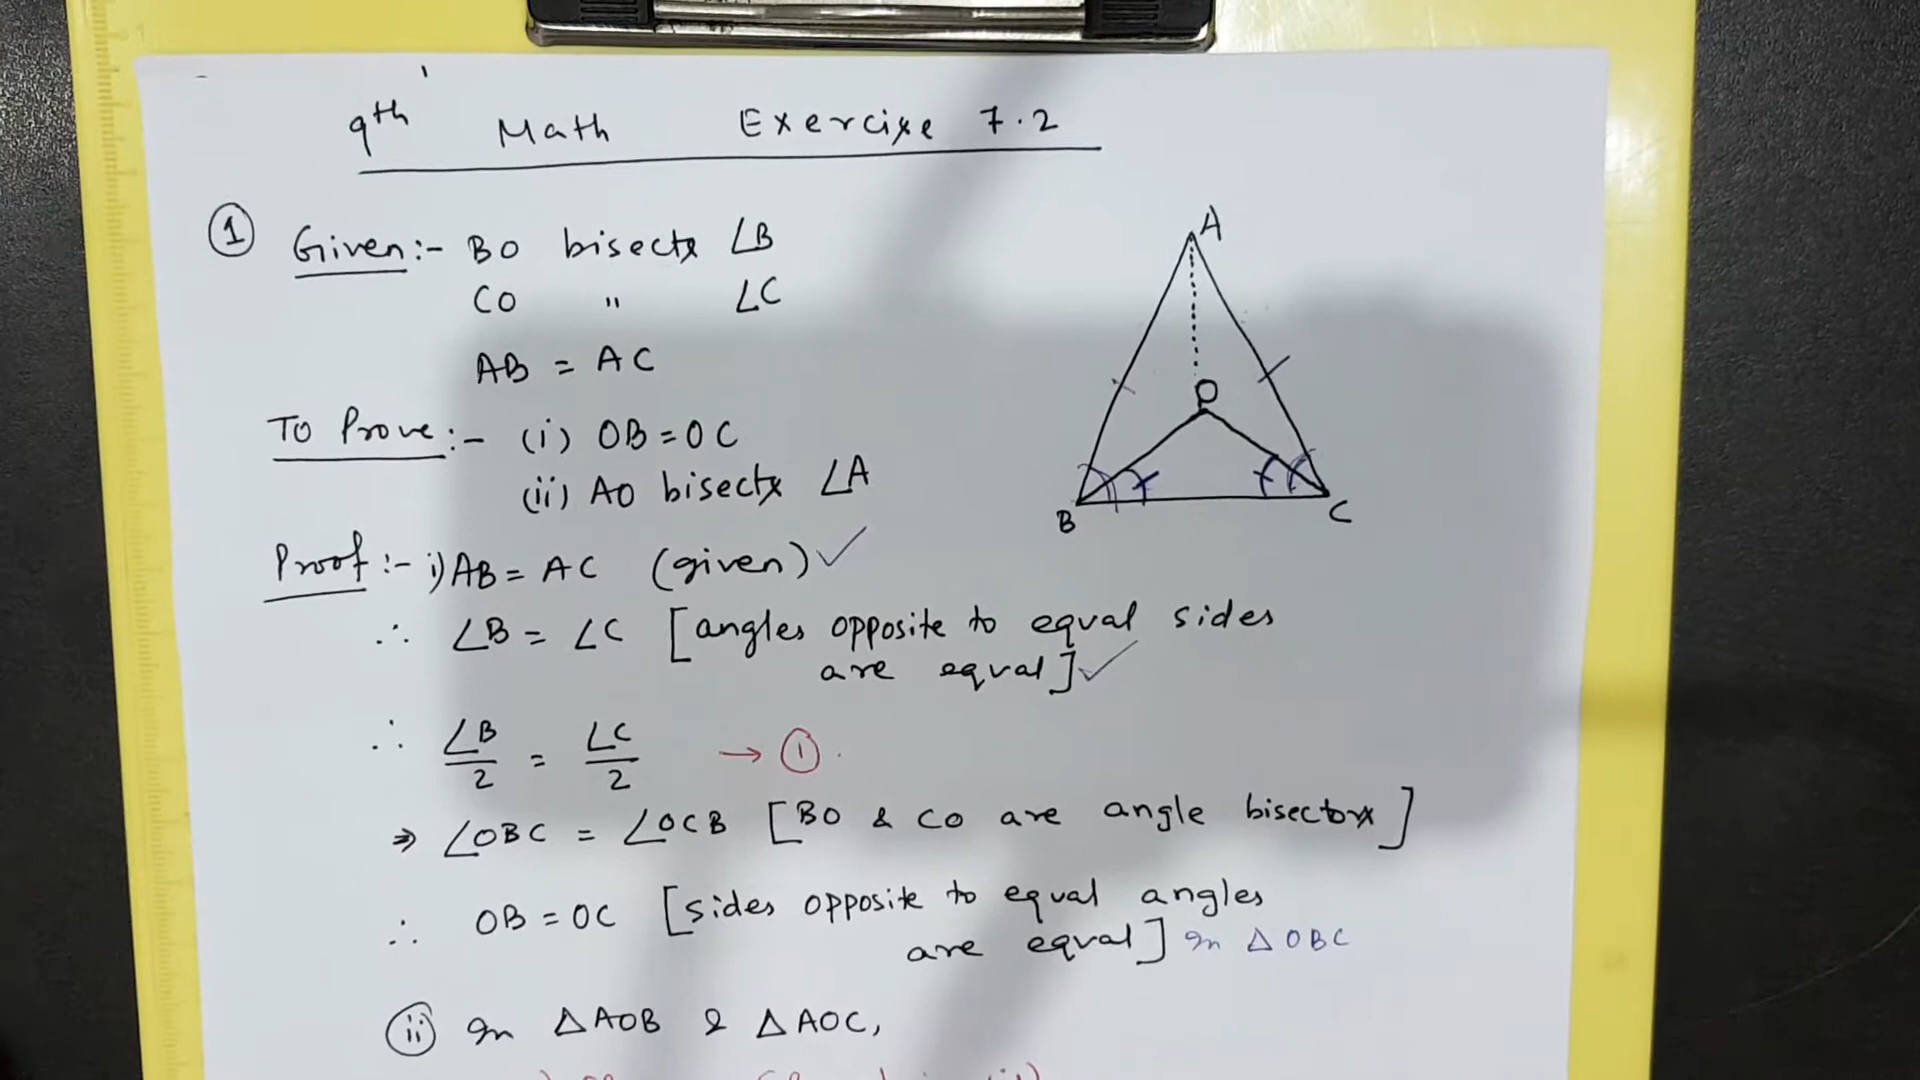 9th Math Exercise 7.2
① Given:- BO bisects ∠B
CO " ∠C
AB = AC
To Prove:- (i) OB = OC
(ii) AO bisects ∠A
Proof:- i) AB = AC (given) ✓
∴ ∠B = ∠C [angles opposite to equal sides
are equal] ✓
∴ ∠B/2 = ∠C/2 → ①
⇒ ∠OBC = ∠OCB [BO & CO are angle bisectors]
∴ OB = OC [sides opposite to equal angles
are equal] In △OBC
(ii) In △AOB & △AOC,
A
O
B
C